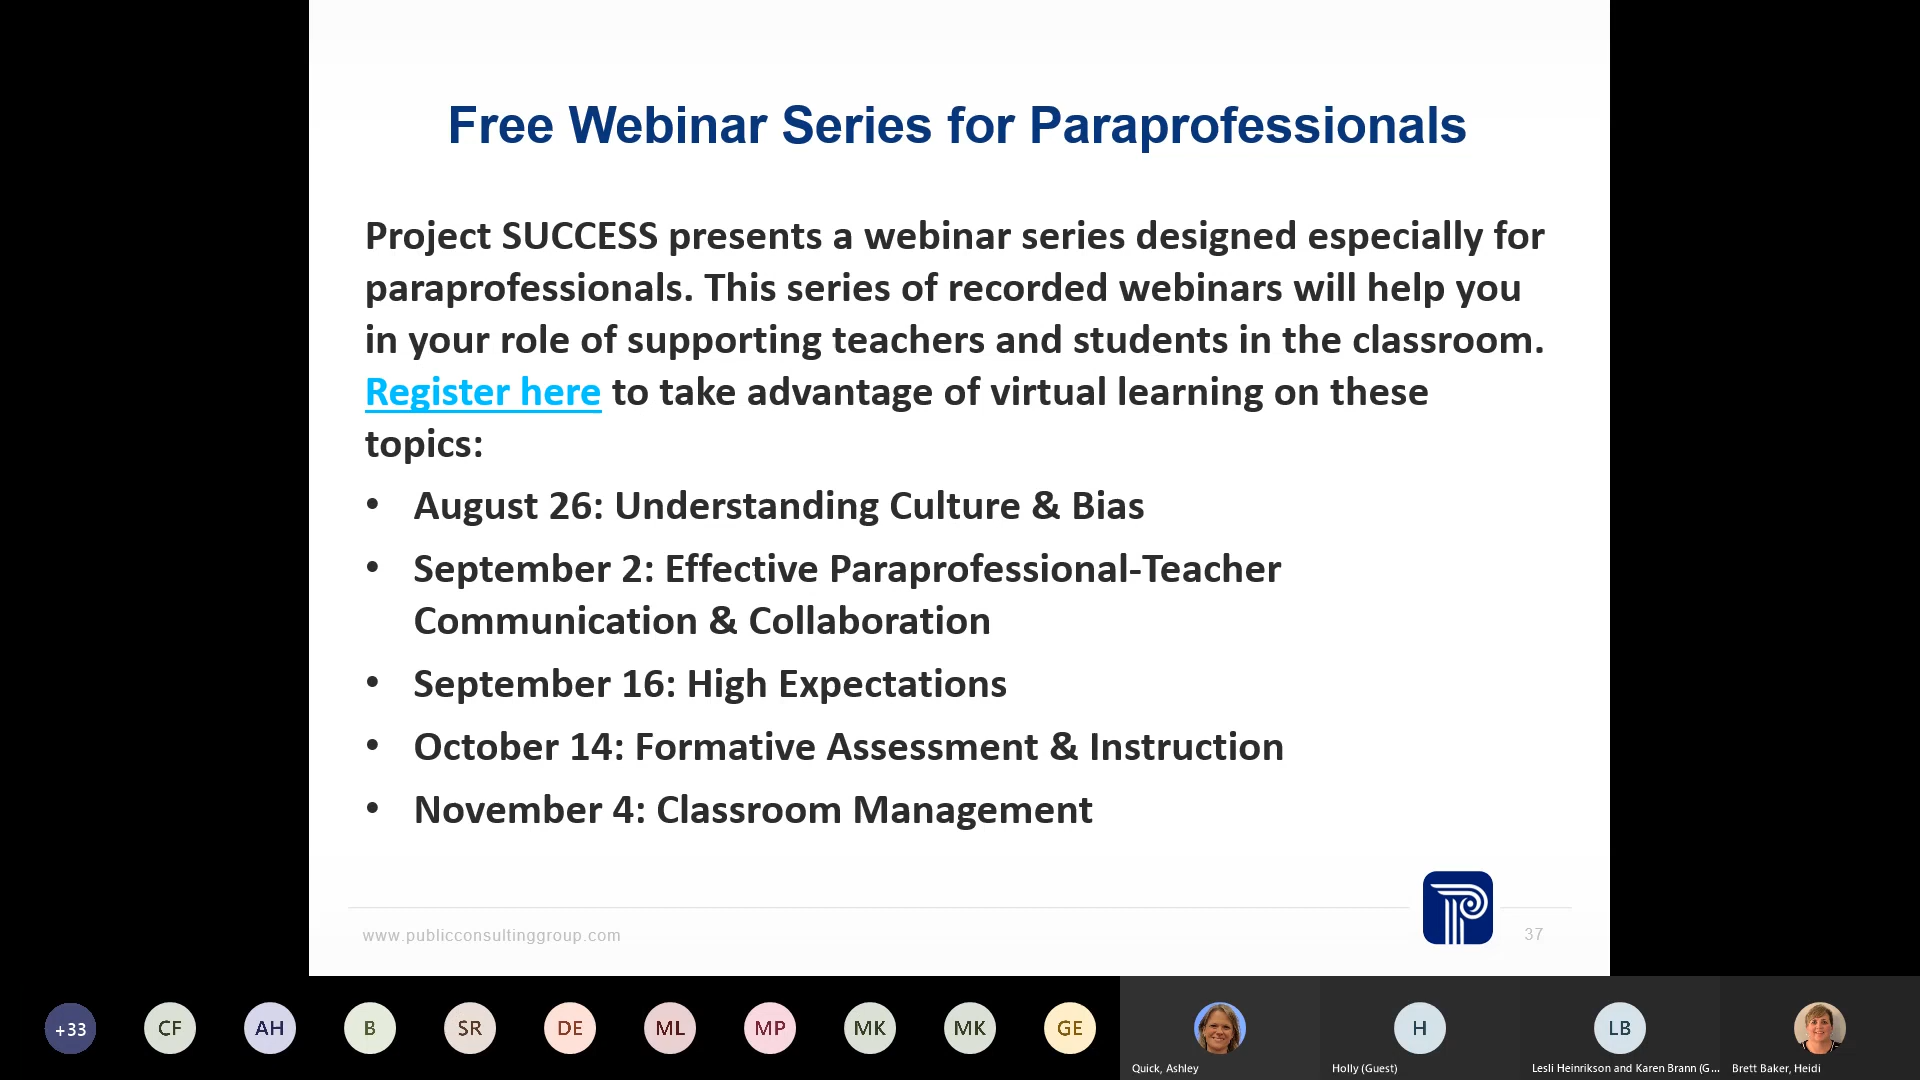 Free Webinar Series for Paraprofessionals
Project SUCCESS presents a webinar series designed especially for
paraprofessionals. This series of recorded webinars will help you
in your role of supporting teachers and students in the classroom.
Register here to take advantage of virtual learning on these
topics:
• August 26: Understanding Culture & Bias
• September 2: Effective Paraprofessional-Teacher
Communication & Collaboration
• September 16: High Expectations
• October 14: Formative Assessment & Instruction
• November 4: Classroom Management
www.publicconsultinggroup.com
37
+33
CF
AH
B
SR
DE
ML
MP
MK
MK
GE
H
LB
Quick, Ashley
Holly (Guest)
Lesli Heinrikson and Karen Brann (G...
Brett Baker, Heidi